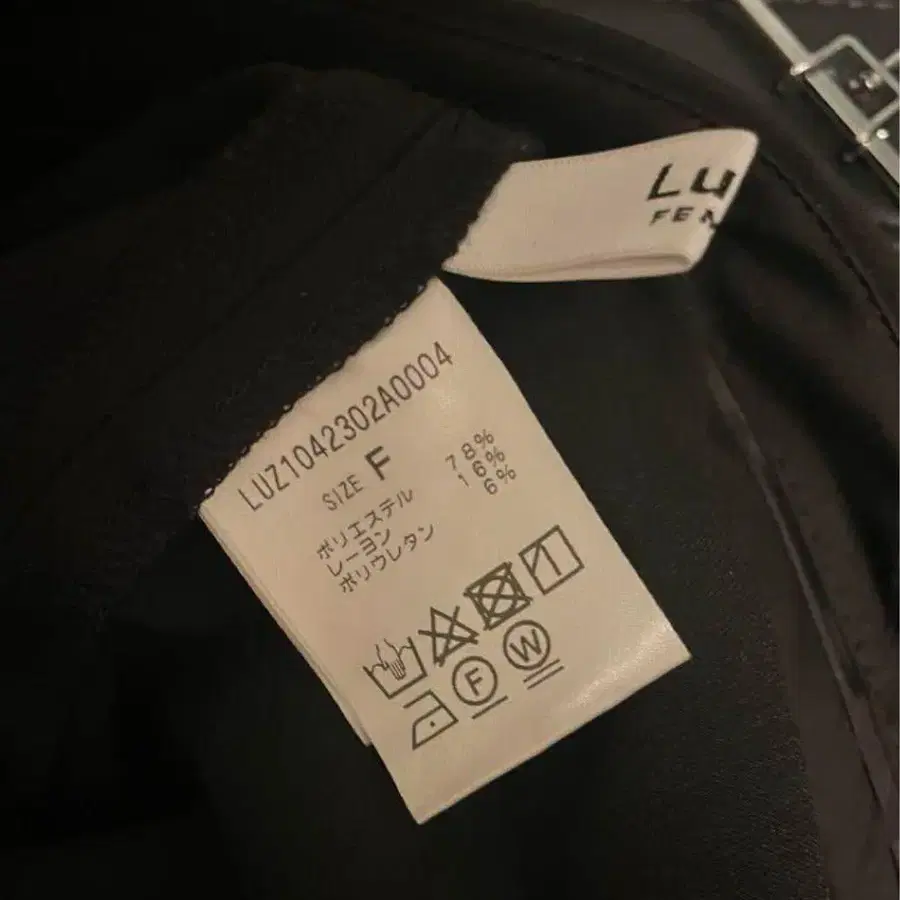 LU
FE
LUZ1042302A0004
SIZE F
ポリエステル 78%
レーヨン 16%
ポリウレタン 6%
F W